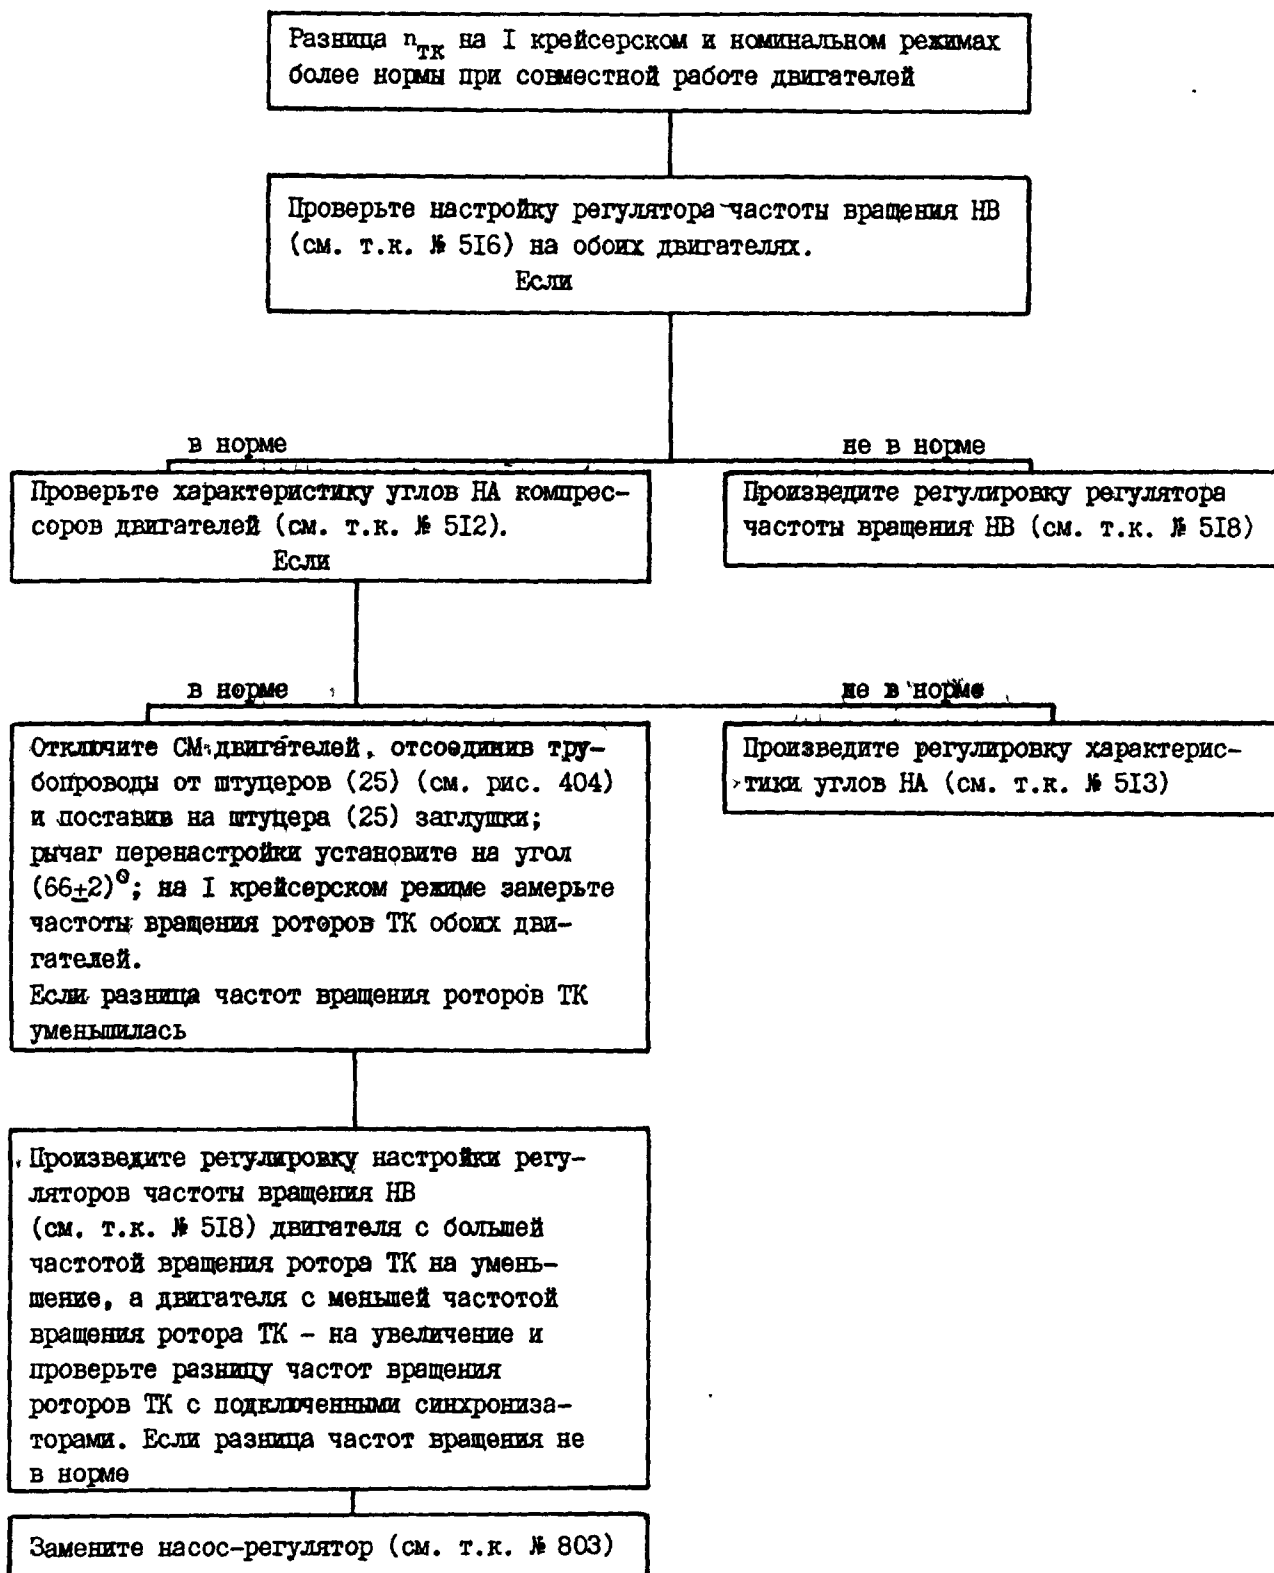 Разница nТК на I крейсерском и номинальном режимах
более нормы при совместной работе двигателей
Проверьте настройку регулятора частоты вращения НВ
(см. т.к. № 5I6) на обоих двигателях.
Если
в норме
не в норме
Проверьте характеристику углов НА компрес-
соров двигателей (см. т.к. № 5I2).
Если
Произведите регулировку регулятора
частоты вращения НВ (см. т.к. № 5I8)
в норме
не в норме
Отключите СМ двигателей, отсоединив тру-
бопроводы от штуцеров (25) (см. рис. 404)
и поставив на штуцера (25) заглушки;
рычаг перенастройки установите на угол
(66±2)°; на I крейсерском режиме замерьте
частоты вращения роторов ТК обоих дви-
гателей.
Если разница частот вращения роторов ТК
уменьшилась
Произведите регулировку характерис-
тики углов НА (см. т.к. № 5I3)
Произведите регулировку настройки регу-
ляторов частоты вращения НВ
(см. т.к. № 5I8) двигателя с большей
частотой вращения ротора ТК на умень-
шение, а двигателя с меньшей частотой
вращения ротора ТК - на увеличение и
проверьте разницу частот вращения
роторов ТК с подключенными синхрониза-
торами. Если разница частот вращения не
в норме
Замените насос-регулятор (см. т.к. № 803)